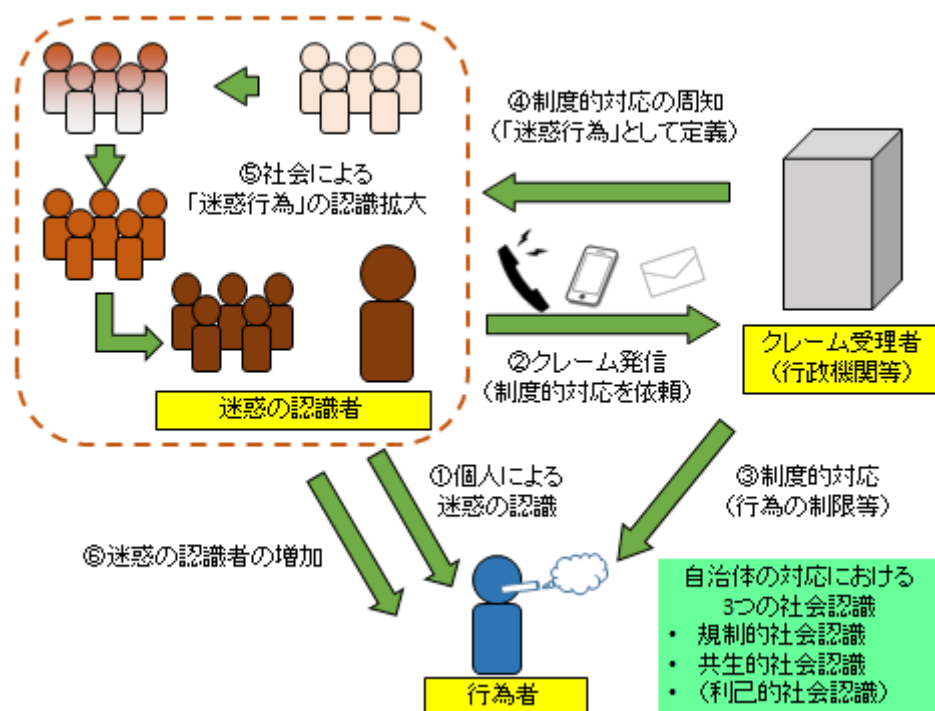 ④制度的対応の周知
(「迷惑行為」として定義)
⑤社会による
「迷惑行為」の認識拡大
クレーム受理者
(行政機関等)
②クレーム発信
(制度的対応を依頼)
迷惑の認識者
①個人による
迷惑の認識
③制度的対応
(行為の制限等)
⑥迷惑の認識者の増加
自治体の対応における
3つの社会認識
• 規制的社会認識
• 共生的社会認識
• (利己的社会認識)
行為者